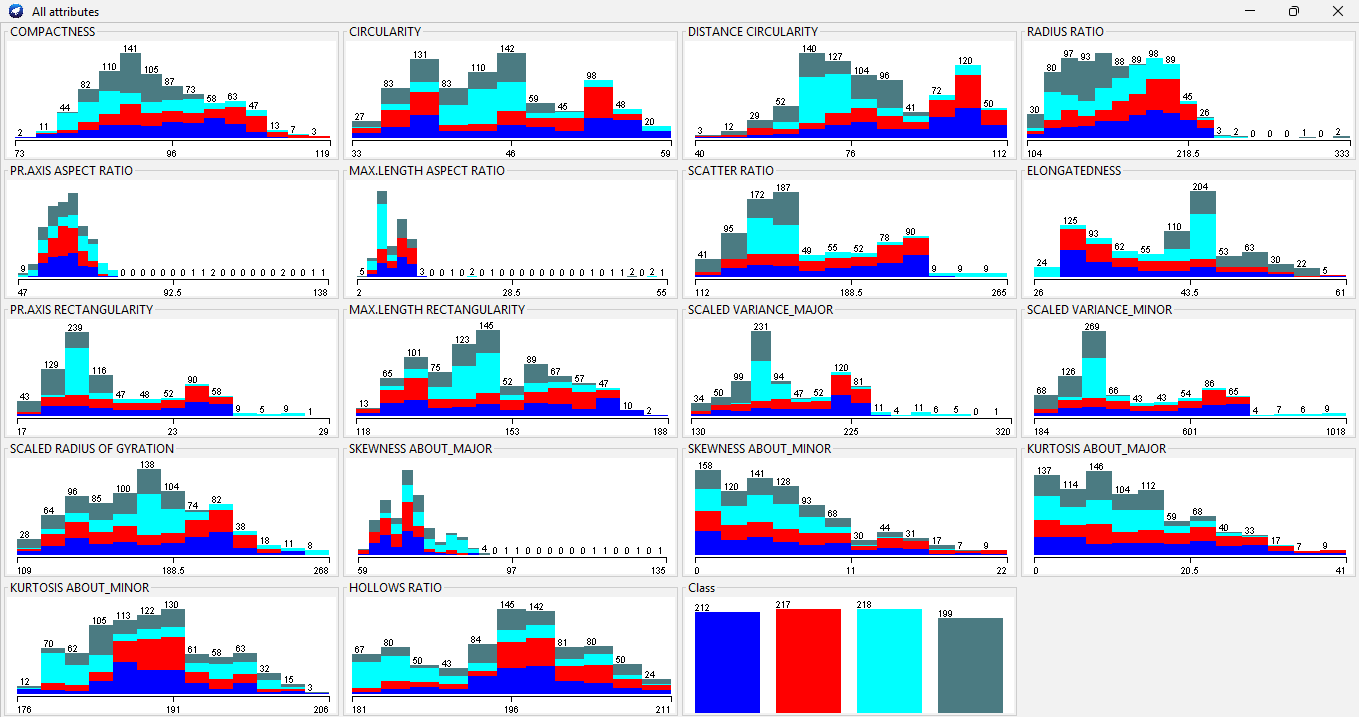 All attributes
COMPACTNESS
2 11 44 82 110 141 105 87 73 58 63 47 13 7 3
73 96 119
CIRCULARITY
27 83 131 83 110 142 59 45 98 48 20
33 46 59
DISTANCE CIRCULARITY
3 12 29 52 140 127 104 96 41 72 120 50
40 76 112
RADIUS RATIO
30 80 97 93 88 89 98 89 45 26 3 2 0 0 0 1 0 2
104 218.5 333
PR.AXIS ASPECT RATIO
9 0 0 0 0 0 0 1 1 2 0 0 0 0 0 0 2 0 0 1 1
47 92.5 138
MAX.LENGTH ASPECT RATIO
5 3 0 0 0 2 0 0 0 0 0 0 0 0 0 0 0 1 1 2 0 2 1
2 28.5 55
SCATTER RATIO
41 95 172 187 49 55 52 78 90 9 9 9
112 188.5 265
ELONGATEDNESS
24 125 93 62 55 110 204 53 63 30 22 5
26 43.5 61
PR.AXIS RECTANGULARITY
43 129 239 116 47 48 52 90 58 9 5 9 1
17 23 29
MAX.LENGTH RECTANGULARITY
13 65 101 75 123 145 52 89 67 57 47 10 2
118 153 188
SCALED VARIANCE_MAJOR
34 50 99 231 94 47 52 120 81 11 4 11 6 5 0 1
130 225 320
SCALED VARIANCE_MINOR
68 126 269 66 43 43 54 86 65 4 7 6 9
184 601 1018
SCALED RADIUS OF GYRATION
28 64 96 85 100 138 104 74 82 38 18 11 8
109 188.5 268
SKEWNESS ABOUT_MAJOR
4 0 1 1 0 0 0 0 0 0 1 1 0 0 1 0 1
59 97 135
SKEWNESS ABOUT_MINOR
158 120 141 128 93 68 30 44 31 17 7 9
0 11 22
KURTOSIS ABOUT_MAJOR
137 114 146 104 112 59 68 40 33 17 7 9
0 20.5 41
KURTOSIS ABOUT_MINOR
12 70 62 105 113 122 130 61 58 63 32 15 3
176 191 206
HOLLOWS RATIO
67 80 50 43 84 145 142 81 80 50 24
181 196 211
Class
212 217 218 199